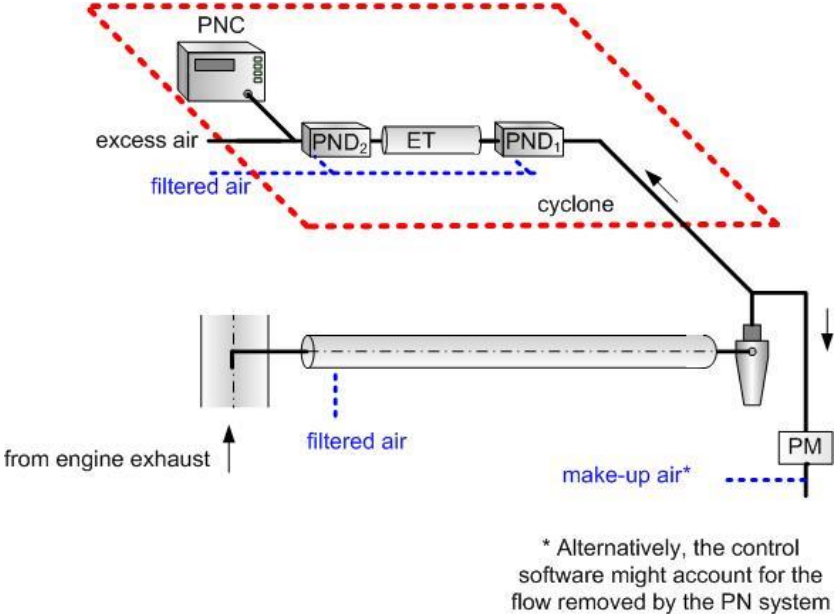 PNC
excess air
PND2
ET
PND1
filtered air
cyclone
filtered air
from engine exhaust
PM
make-up air*
* Alternatively, the control
software might account for the
flow removed by the PN system